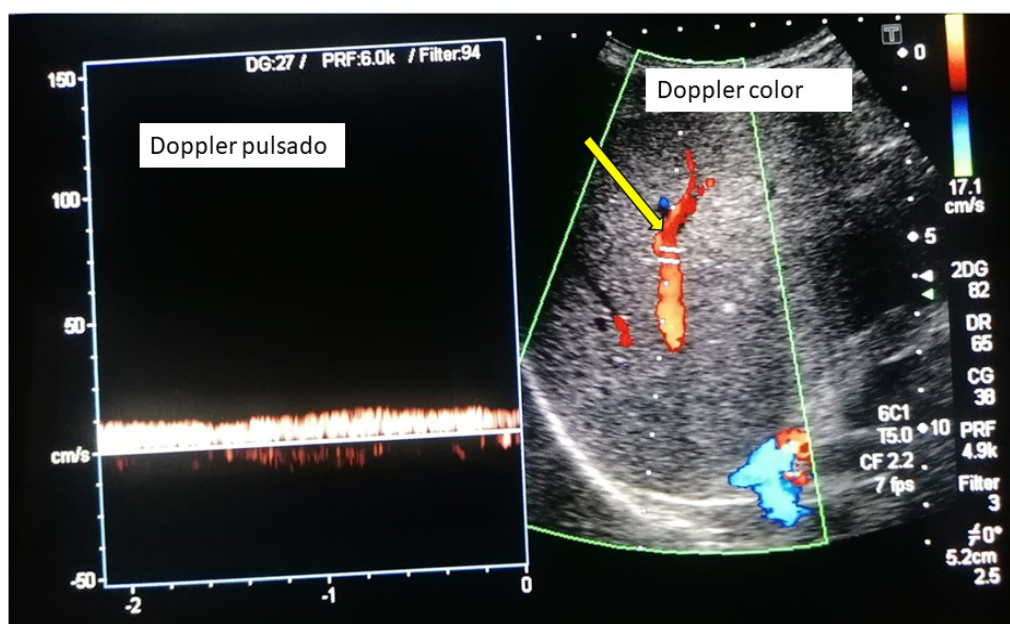 DG:27 / PRF:6.0k / Filter:94
150
Doppler pulsado
100
50
cm/s
-50
-2
-1
0
Doppler color
T
0
17.1
cm/s
5
2DG
82
DR
65
CG
38
6C1
T5.0
10
PRF
4.9k
CF 2.2
7 fps
Filter
3
≠0°
5.2cm
2.5